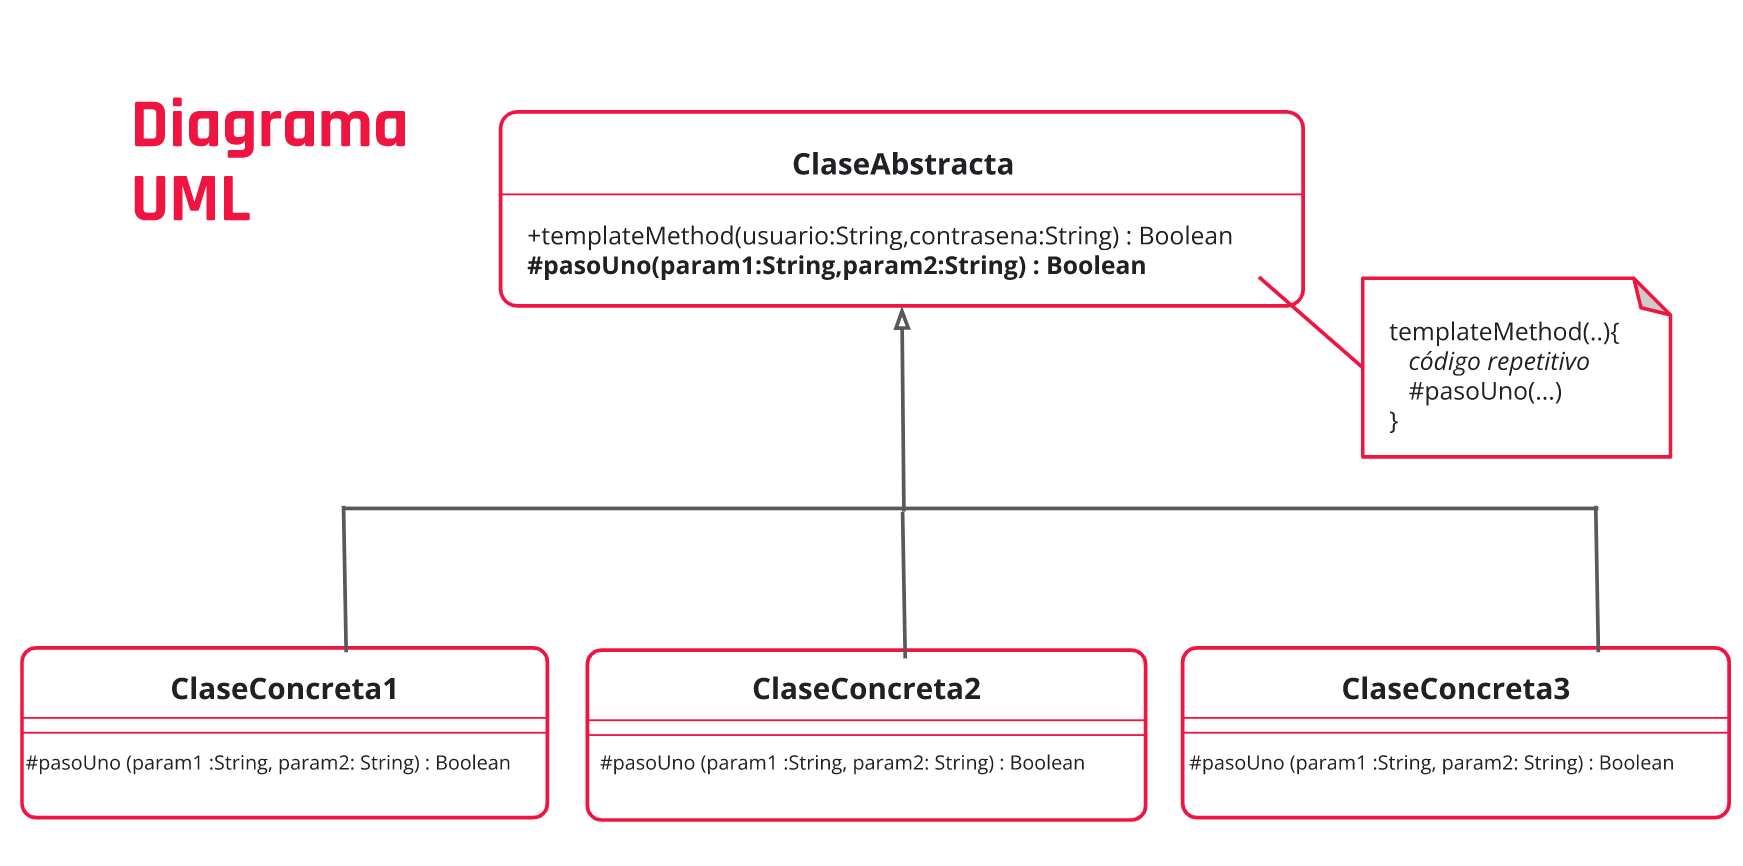 Diagrama
UML
ClaseAbstracta
+templateMethod(usuario:String,contrasena:String) : Boolean
#pasoUno(param1:String,param2:String) : Boolean
templateMethod(..){
código repetitivo
#pasoUno(...)
}
ClaseConcreta1
#pasoUno (param1 :String, param2: String) : Boolean
ClaseConcreta2
#pasoUno (param1 :String, param2: String) : Boolean
ClaseConcreta3
#pasoUno (param1 :String, param2: String) : Boolean